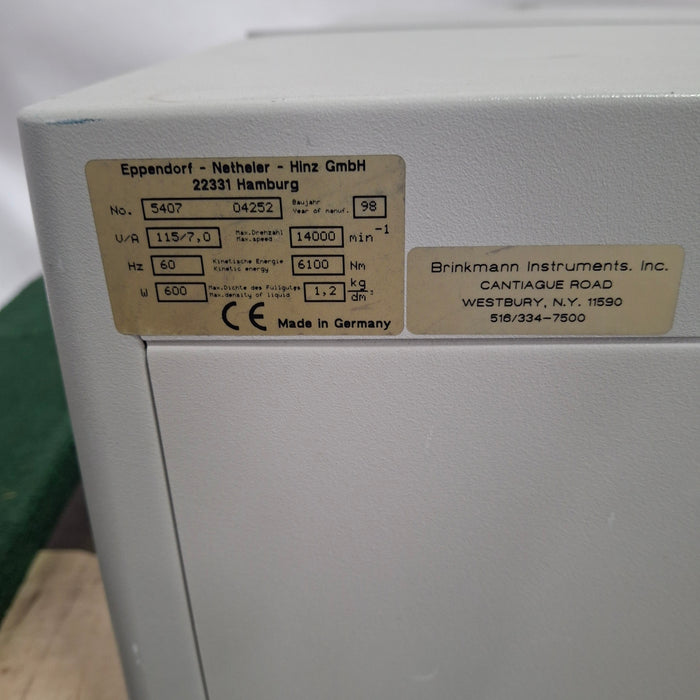 Eppendorf - Netheler - Hinz GmbH
22331 Hamburg
No. 5407 04252 Baujahr Year of manuf. 98
V/A 115/7,0 Max.Drehzahl Max.speed 14000 min⁻¹
Hz 60 Kinetische Energie Kinetic energy 6100 Nm
W 600 Max.Dichte des Füllgutes Max.density of liquid 1,2 kg/dm³
CE Made in Germany
Brinkmann Instruments, Inc.
CANTIAGUE ROAD
WESTBURY, N.Y. 11590
516/334-7500